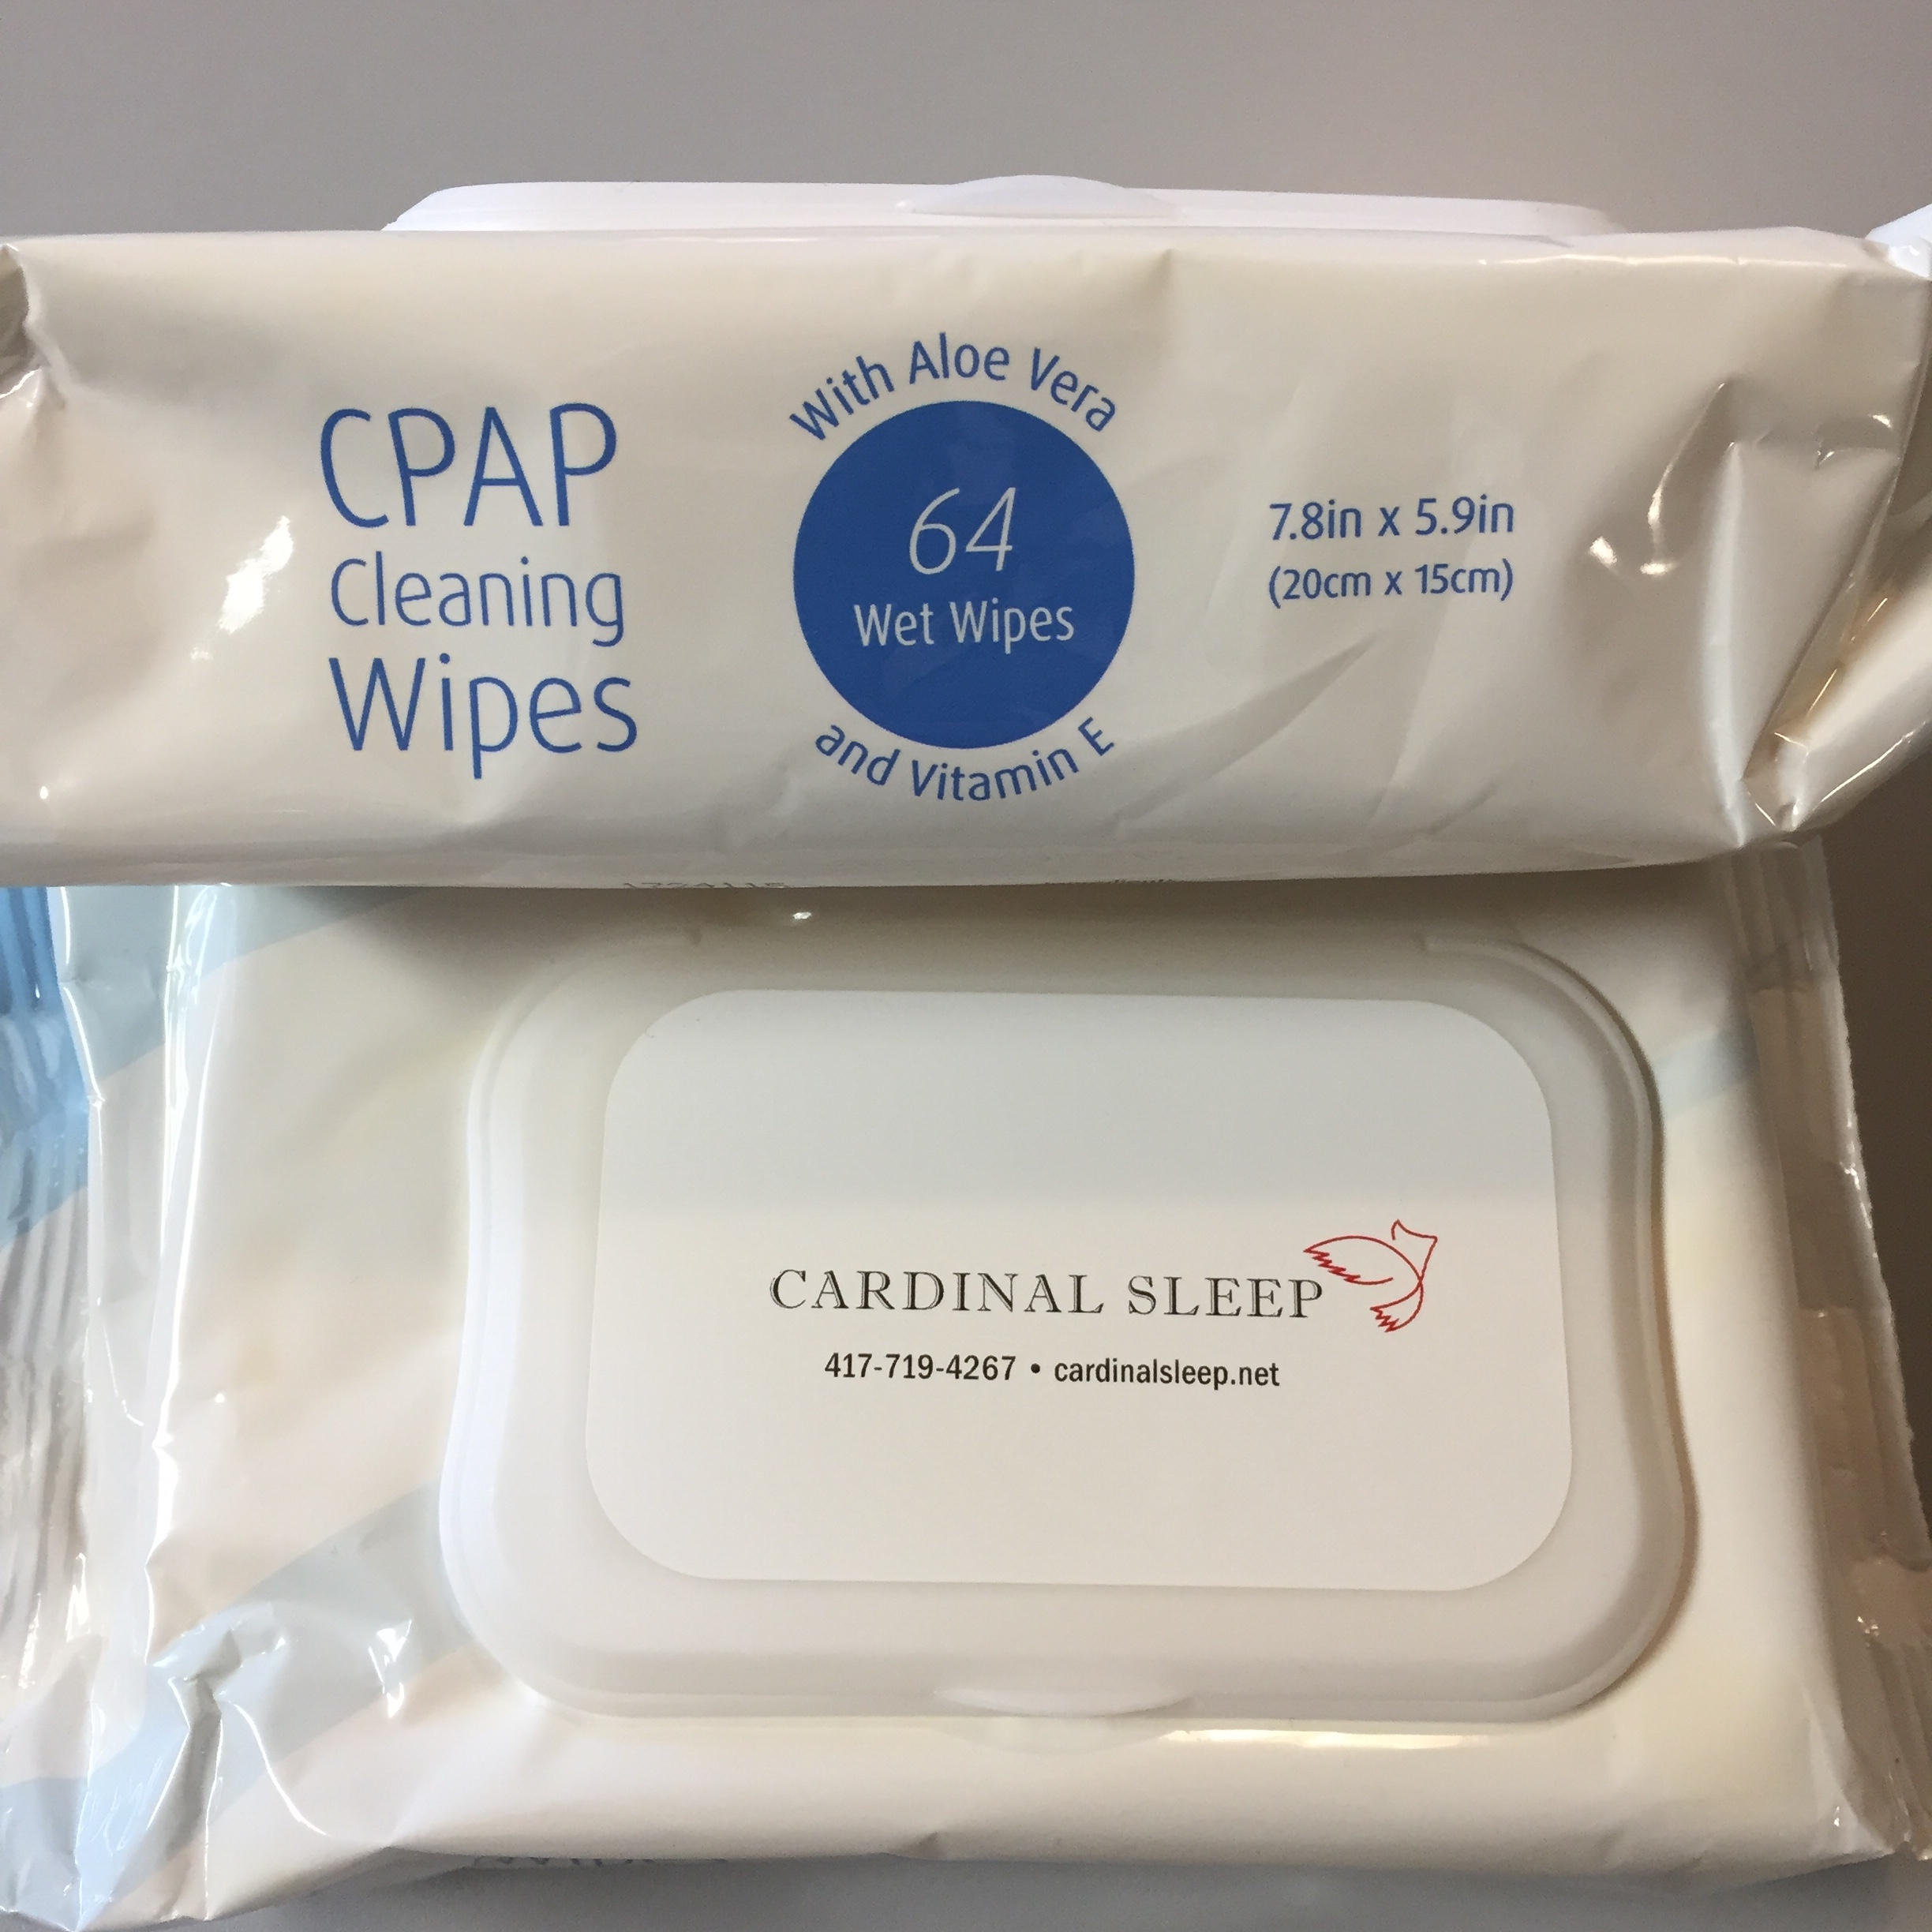 CPAP
Cleaning
Wipes
With Aloe Vera
64
Wet Wipes
and Vitamin E
7.8in x 5.9in
(20cm x 15cm)
CARDINAL SLEEP
417-719-4267 • cardinalsleep.net